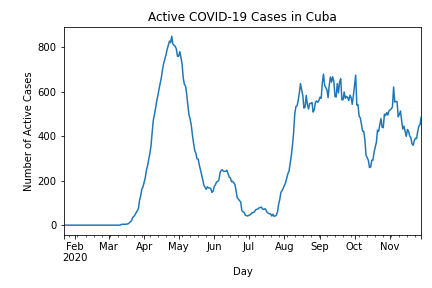 Active COVID-19 Cases in Cuba
Number of Active Cases
800
600
400
200
0
Feb Mar Apr May Jun Jul Aug Sep Oct Nov
2020
Day